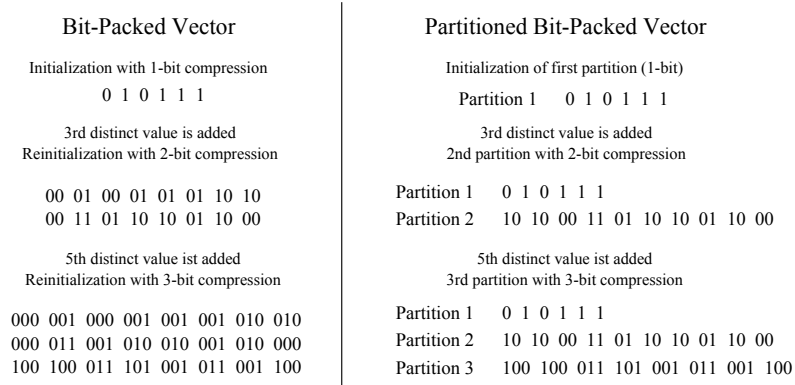 Bit-Packed Vector
Initialization with 1-bit compression
0 1 0 1 1 1
3rd distinct value is added
Reinitialization with 2-bit compression
00 01 00 01 01 01 10 10
00 11 01 10 10 01 10 00
5th distinct value ist added
Reinitialization with 3-bit compression
000 001 000 001 001 001 010 010
000 011 001 010 010 001 010 000
100 100 011 101 001 011 001 100
Partitioned Bit-Packed Vector
Initialization of first partition (1-bit)
Partition 1 0 1 0 1 1 1
3rd distinct value is added
2nd partition with 2-bit compression
Partition 1 0 1 0 1 1 1
Partition 2 10 10 00 11 01 10 10 01 10 00
5th distinct value ist added
3rd partition with 3-bit compression
Partition 1 0 1 0 1 1 1
Partition 2 10 10 00 11 01 10 10 01 10 00
Partition 3 100 100 011 101 001 011 001 100